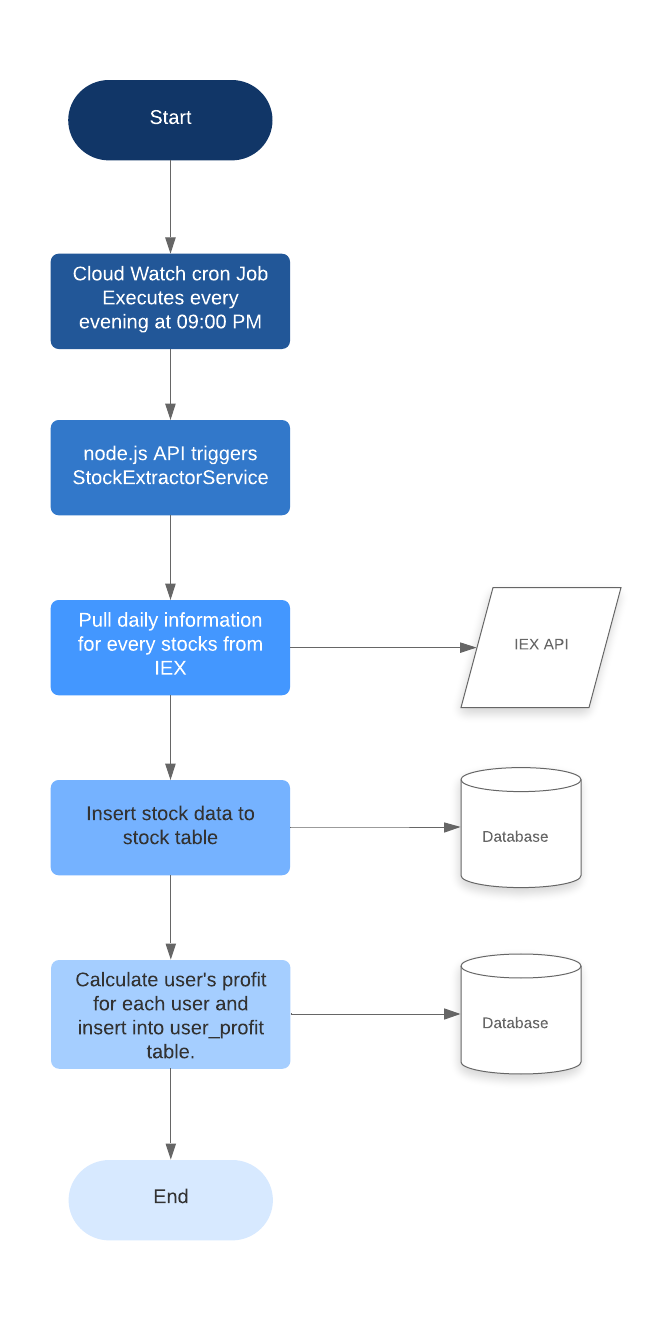 Start
Cloud Watch cron Job
Executes every
evening at 09:00 PM
node.js API triggers
StockExtractorService
Pull daily information
for every stocks from
IEX
IEX API
Insert stock data to
stock table
Database
Calculate user's profit
for each user and
insert into user_profit
table.
Database
End